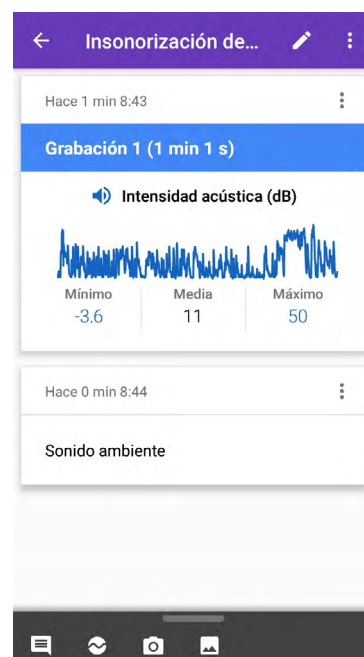 Insonorización de...
Hace 1 min 8:43
Grabación 1 (1 min 1 s)
Intensidad acústica (dB)
Mínimo Media Máximo
-3.6 11 50
Hace 0 min 8:44
Sonido ambiente